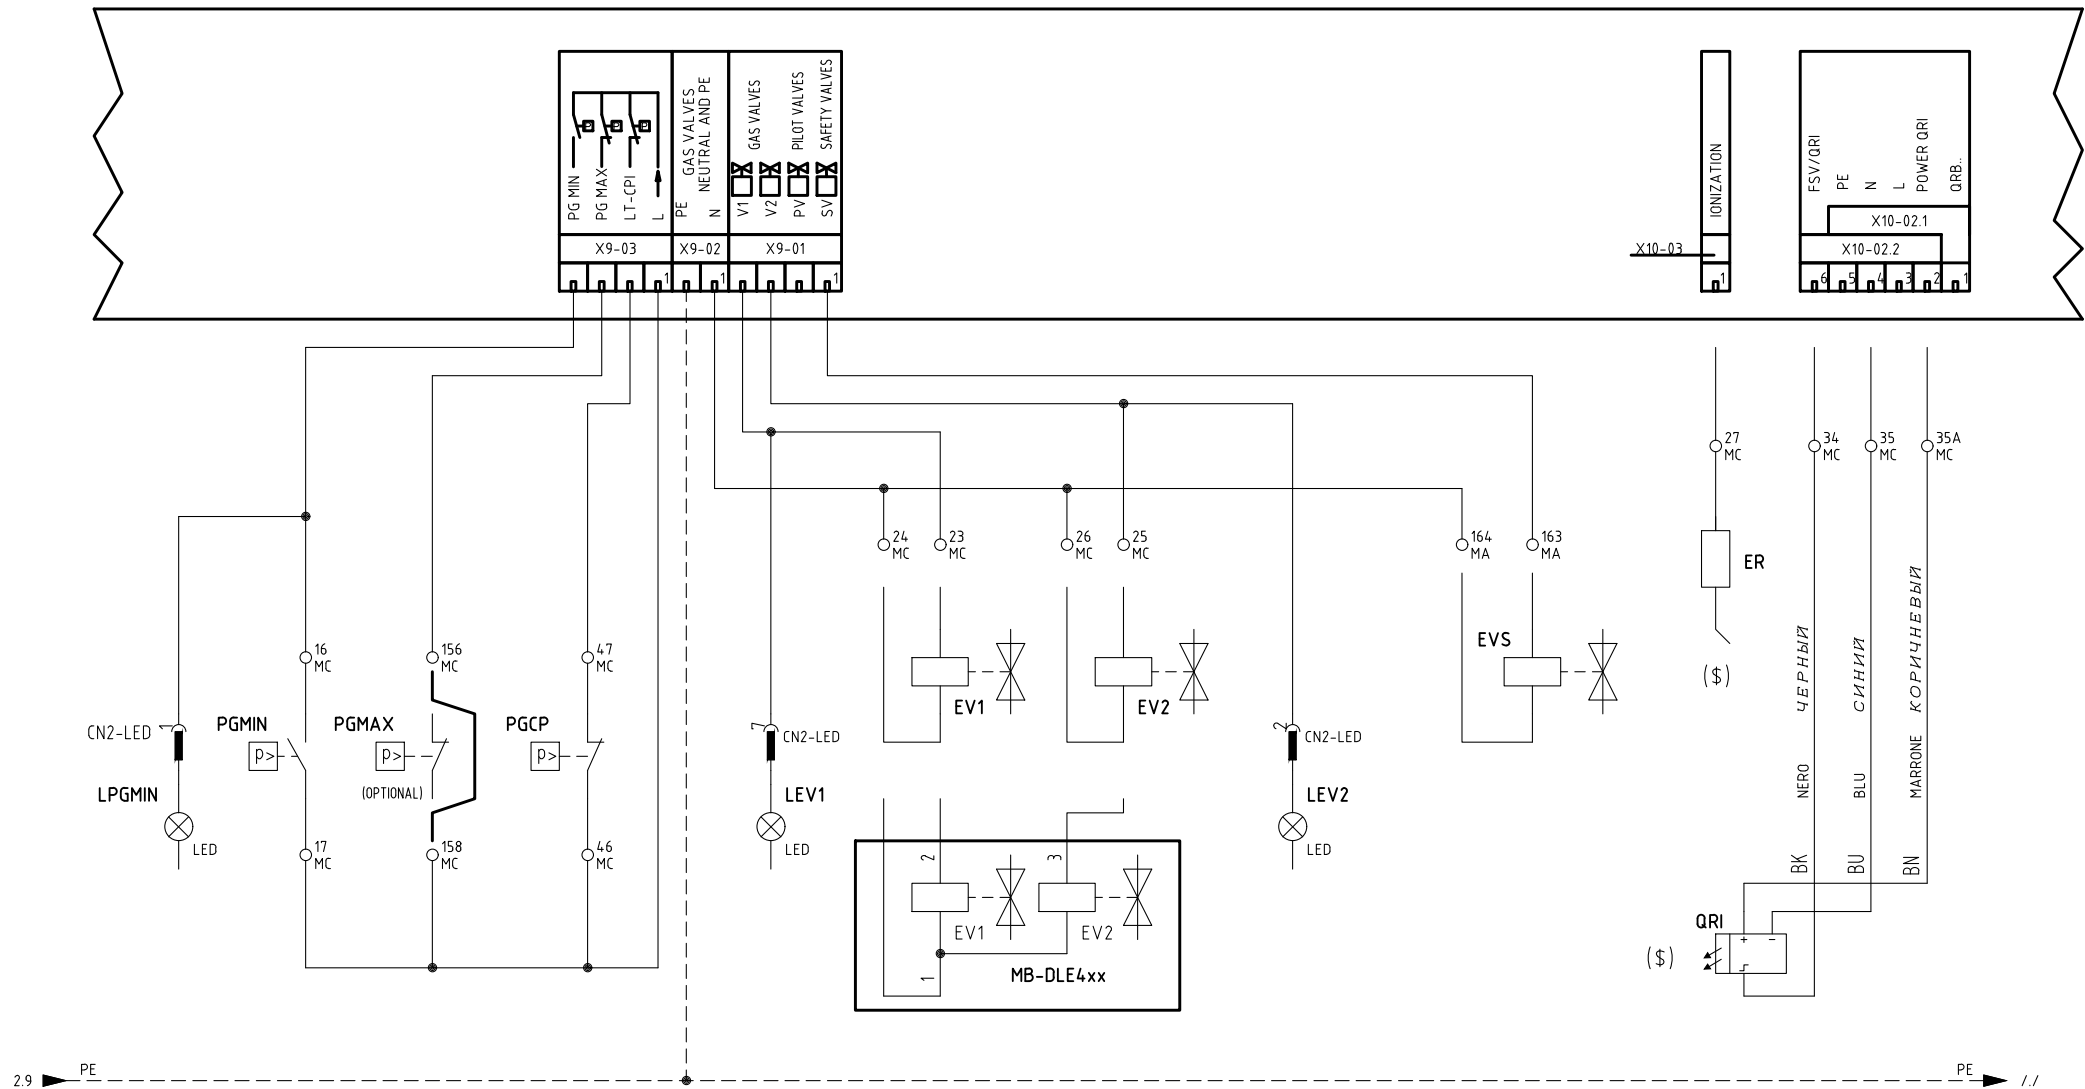 PG MIN
PG MAX
LT-CPI
L
PE
N
GAS VALVES
NEUTRAL AND PE
V1
V2
PV
SV
GAS VALVES
PILOT VALVES
SAFETY VALVES
X9-03
X9-02
X9-01
1
1
1
IONIZATION
X10-03
1
FSV/QRI
PE
N
L
POWER QRI
QRB..
X10-02.1
X10-02.2
6
5
4
3
2
1
27
MC
34
MC
35
MC
35A
MC
24
MC
23
MC
26
MC
25
MC
164
MA
163
MA
ER
($)
16
MC
156
MC
47
MC
EV1
EV2
EVS
CN2-LED
1
PGMIN
P>
PGMAX
P>
(OPTIONAL)
PGCP
P>
7
CN2-LED
2
CN2-LED
LPGMIN
LED
LEV1
LED
LEV2
LED
17
MC
158
MC
46
MC
2
3
EV1
EV2
1
MB-DLE4xx
ЧЕРНЫЙ
СИНИЙ
КОРИЧНЕВЫЙ
NERO
BLU
MARRONE
BK
BU
BN
QRI
+
-
($)
2.9
PE
PE
/./